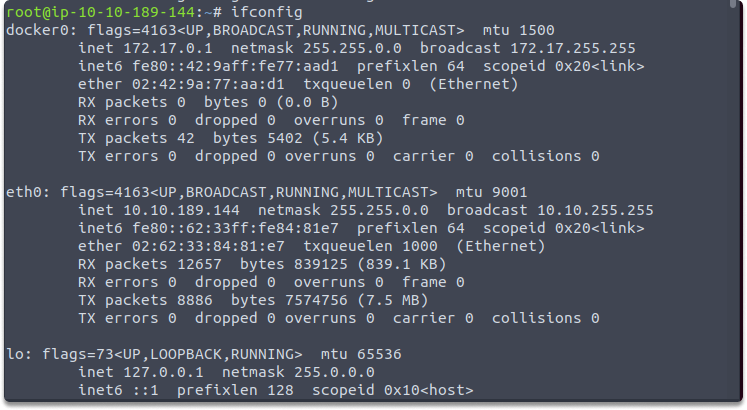 root@ip-10-10-189-144:~# ifconfig
docker0: flags=4163<UP,BROADCAST,RUNNING,MULTICAST>  mtu 1500
        inet 172.17.0.1  netmask 255.255.0.0  broadcast 172.17.255.255
        inet6 fe80::42:9aff:fe77:aad1  prefixlen 64  scopeid 0x20<link>
        ether 02:42:9a:77:aa:d1  txqueuelen 0  (Ethernet)
        RX packets 0  bytes 0 (0.0 B)
        RX errors 0  dropped 0  overruns 0  frame 0
        TX packets 42  bytes 5402 (5.4 KB)
        TX errors 0  dropped 0 overruns 0  carrier 0  collisions 0

eth0: flags=4163<UP,BROADCAST,RUNNING,MULTICAST>  mtu 9001
        inet 10.10.189.144  netmask 255.255.0.0  broadcast 10.10.255.255
        inet6 fe80::62:33ff:fe84:81e7  prefixlen 64  scopeid 0x20<link>
        ether 02:62:33:84:81:e7  txqueuelen 1000  (Ethernet)
        RX packets 12657  bytes 839125 (839.1 KB)
        RX errors 0  dropped 0  overruns 0  frame 0
        TX packets 8886  bytes 7574756 (7.5 MB)
        TX errors 0  dropped 0 overruns 0  carrier 0  collisions 0

lo: flags=73<UP,LOOPBACK,RUNNING>  mtu 65536
        inet 127.0.0.1  netmask 255.0.0.0
        inet6 ::1  prefixlen 128  scopeid 0x10<host>